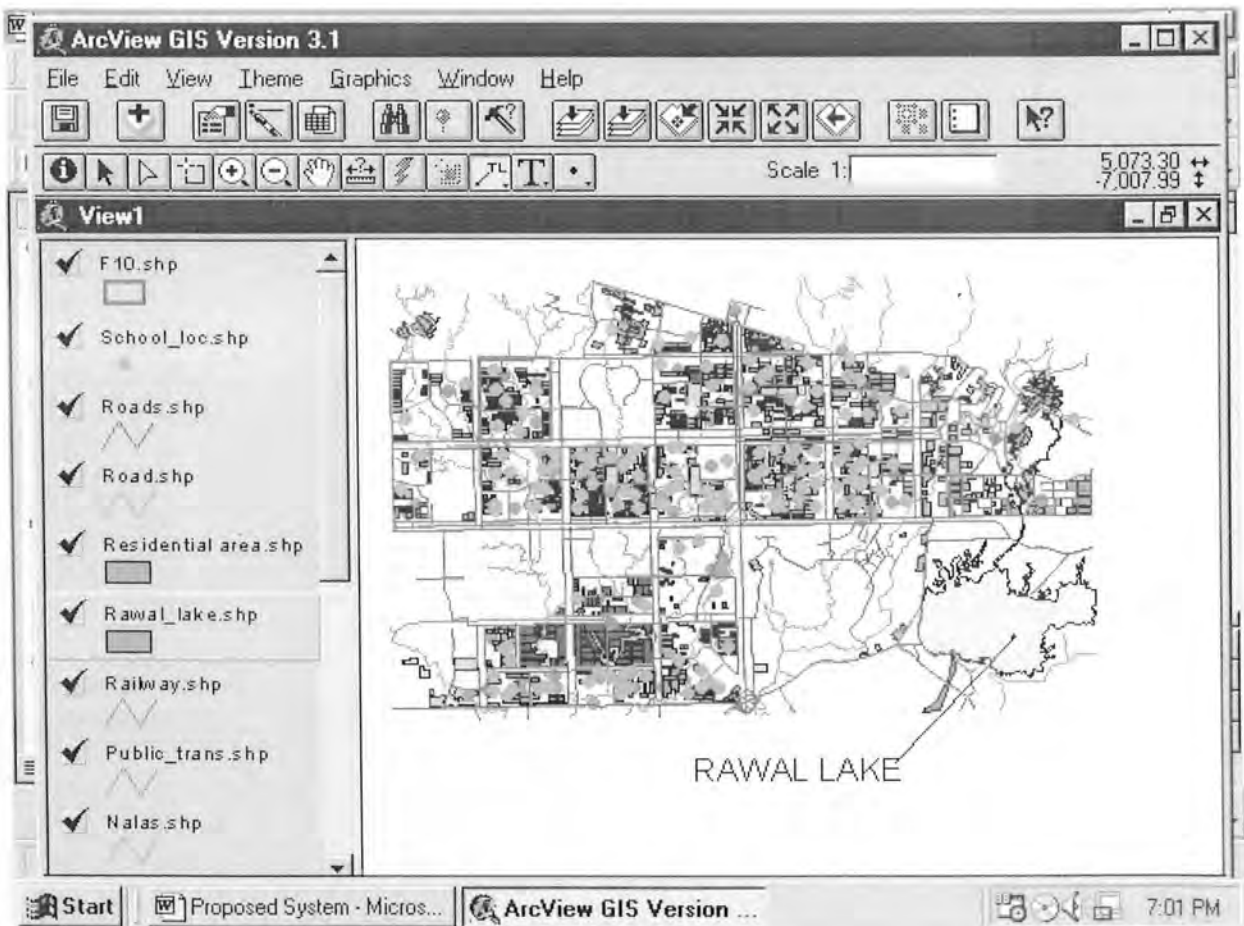 ArcView GIS Version 3.1
File Edit View Theme Graphics Window Help
Scale 1:
5,073.30
-7,007.99
View1
F10.shp
School_loc.shp
Roads.shp
Road.shp
Residential area.shp
Rawal_lake.shp
Railway.shp
Public_trans.shp
Nalas.shp
RAWAL LAKE
Start
Proposed System - Micros...
ArcView GIS Version ...
7:01 PM